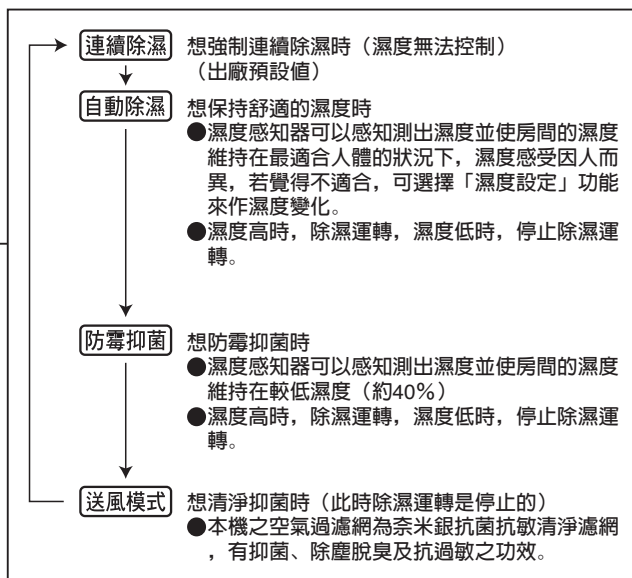 連續除濕 想強制連續除濕時（濕度無法控制）
（出廠預設值）
自動除濕 想保持舒適的濕度時
●濕度感知器可以感知測出濕度並使房間的濕度
維持在最適合人體的狀況下，濕度感受因人而
異，若覺得不適合，可選擇「濕度設定」功能
來作濕度變化。
●濕度高時，除濕運轉，濕度低時，停止除濕運
轉。
防霉抑菌 想防霉抑菌時
●濕度感知器可以感知測出濕度並使房間的濕度
維持在較低濕度（約40%）
●濕度高時，除濕運轉，濕度低時，停止除濕運
轉。
送風模式 想清淨抑菌時（此時除濕運轉是停止的）
●本機之空氣過濾網為奈米銀抗菌抗敏清淨濾網
，有抑菌、除塵脫臭及抗過敏之功效。